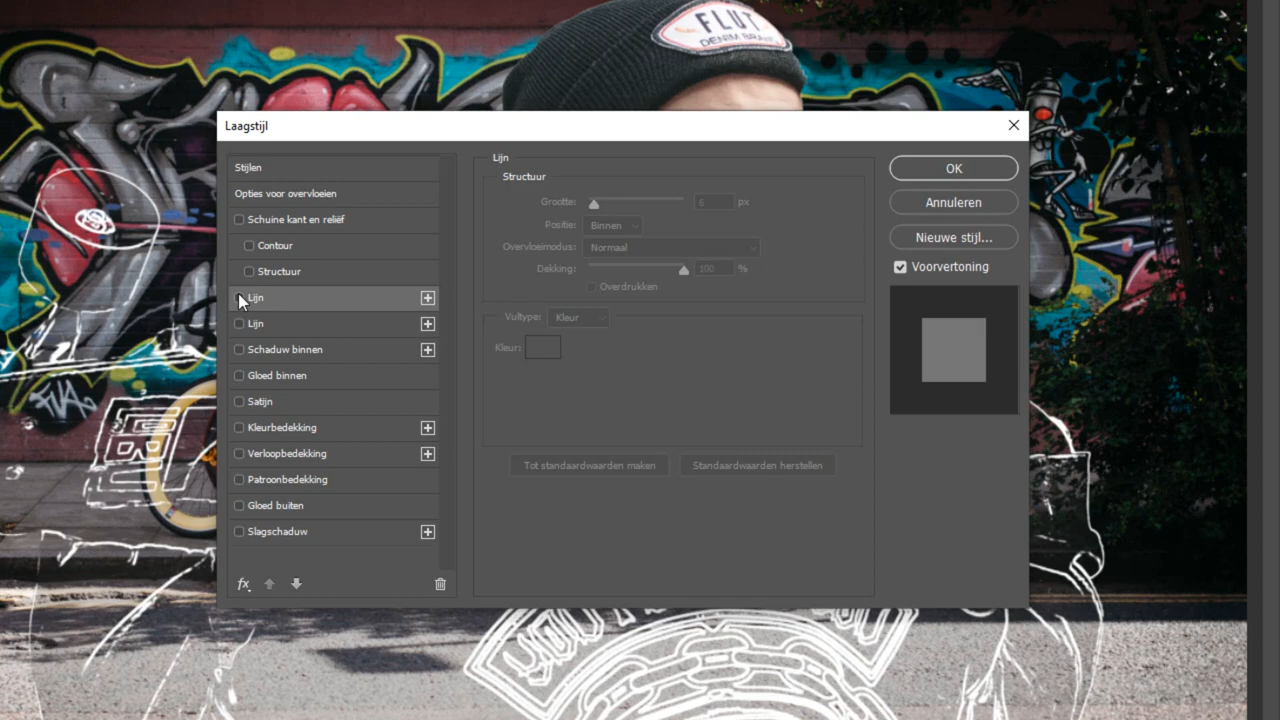 FLUT
DENIM BRAND
Laagstijl
Stijlen
Opties voor overvloeien
Schuine kant en reliëf
Contour
Structuur
Lijn
Lijn
Schaduw binnen
Gloed binnen
Satijn
Kleurbedekking
Verloopbedekking
Patroonbedekking
Gloed buiten
Slagschaduw
fx
Lijn
Structuur
Grootte: 6 px
Positie: Binnen
Overvloeimodus: Normaal
Dekking: 100 %
Overdrukken
Vultype: Kleur
Kleur:
Tot standaardwaarden maken
Standaardwaarden herstellen
OK
Annuleren
Nieuwe stijl...
Voorvertoning